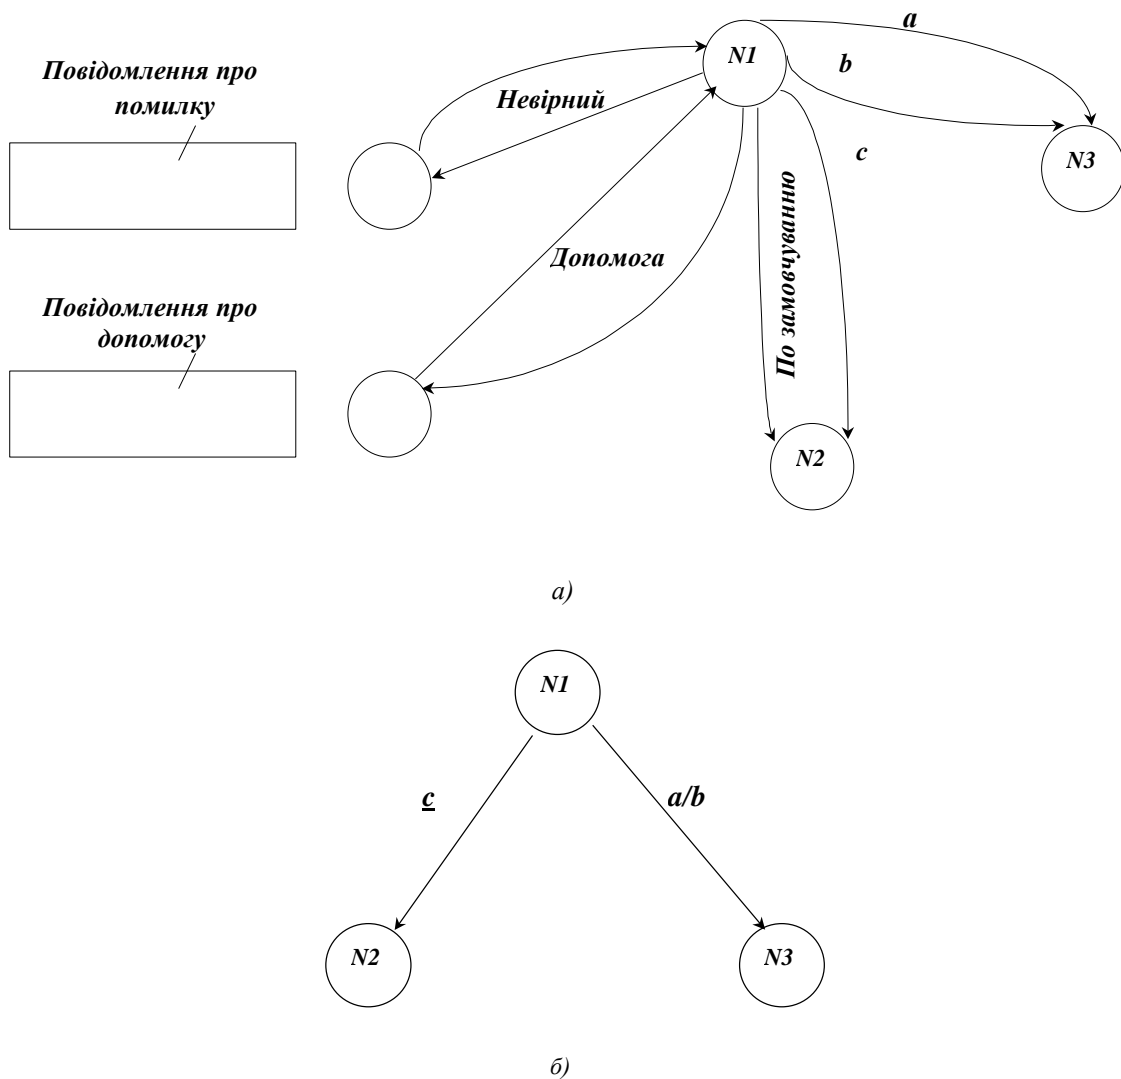 Повідомлення про
помилку
Невірний
N1
a
b
N3
c
Повідомлення про
допомогу
Допомога
По замовчуванню
N2
а)
N1
c
a/b
N2
N3
б)